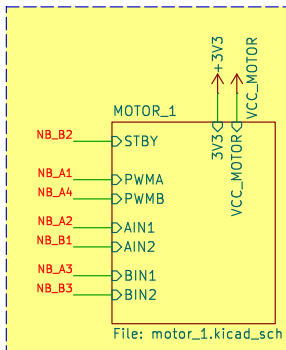 +3V3
VCC_MOTOR
MOTOR_1
3V3
VCC_MOTOR
NB_B2
STBY
NB_A1
PWMA
NB_A4
PWMB
NB_A2
AIN1
NB_B1
AIN2
NB_A3
BIN1
NB_B3
BIN2
File: motor_1.kicad_sch